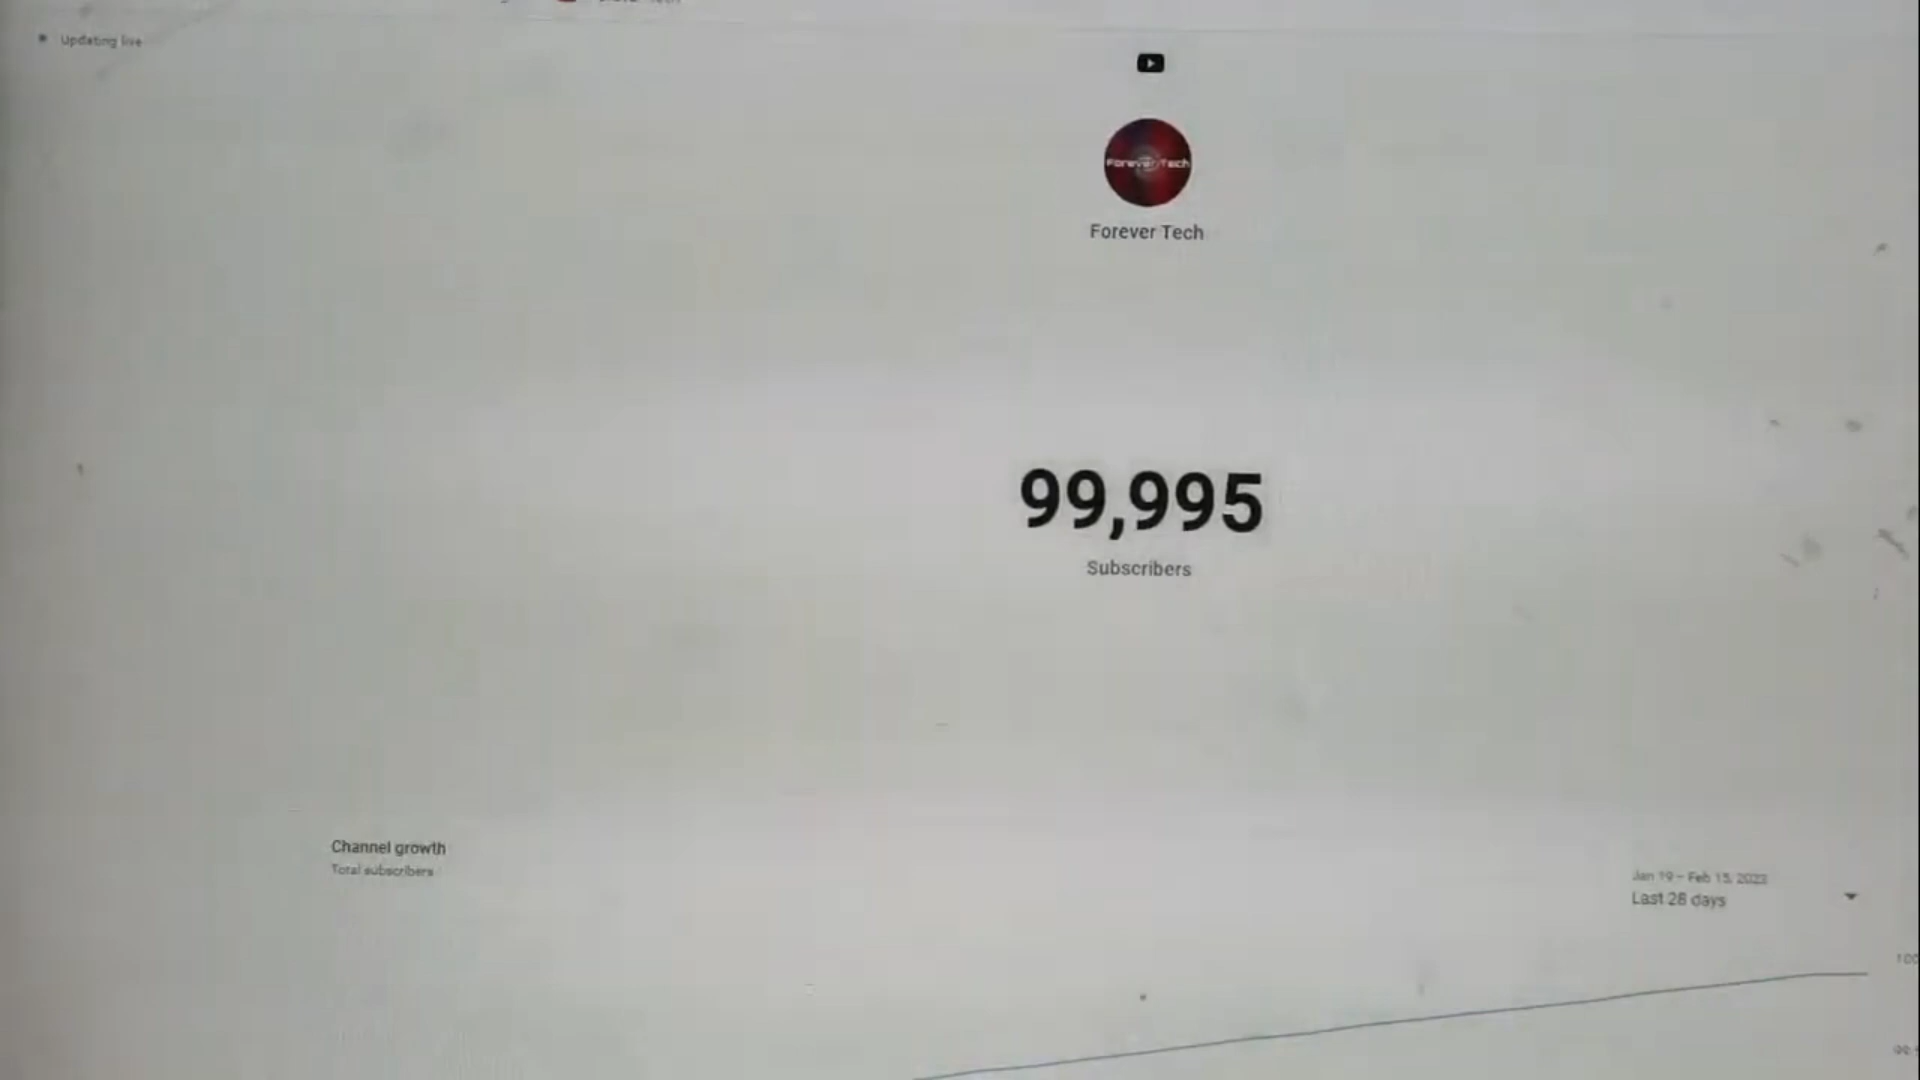 Updating live
ForeverTech
Forever Tech
99,995
Subscribers
Channel growth
Total subscribers
Jan 19 – Feb 15, 2023
Last 28 days